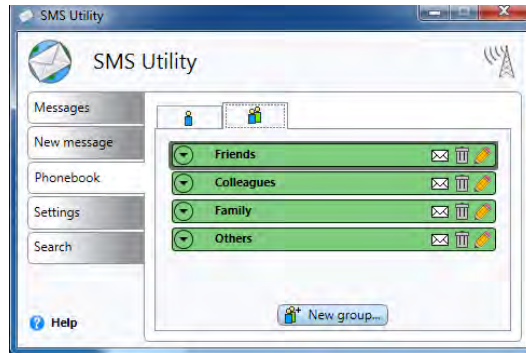 SMS Utility
SMS Utility
Messages
New message
Phonebook
Settings
Search
Help
Friends
Colleagues
Family
Others
New group...